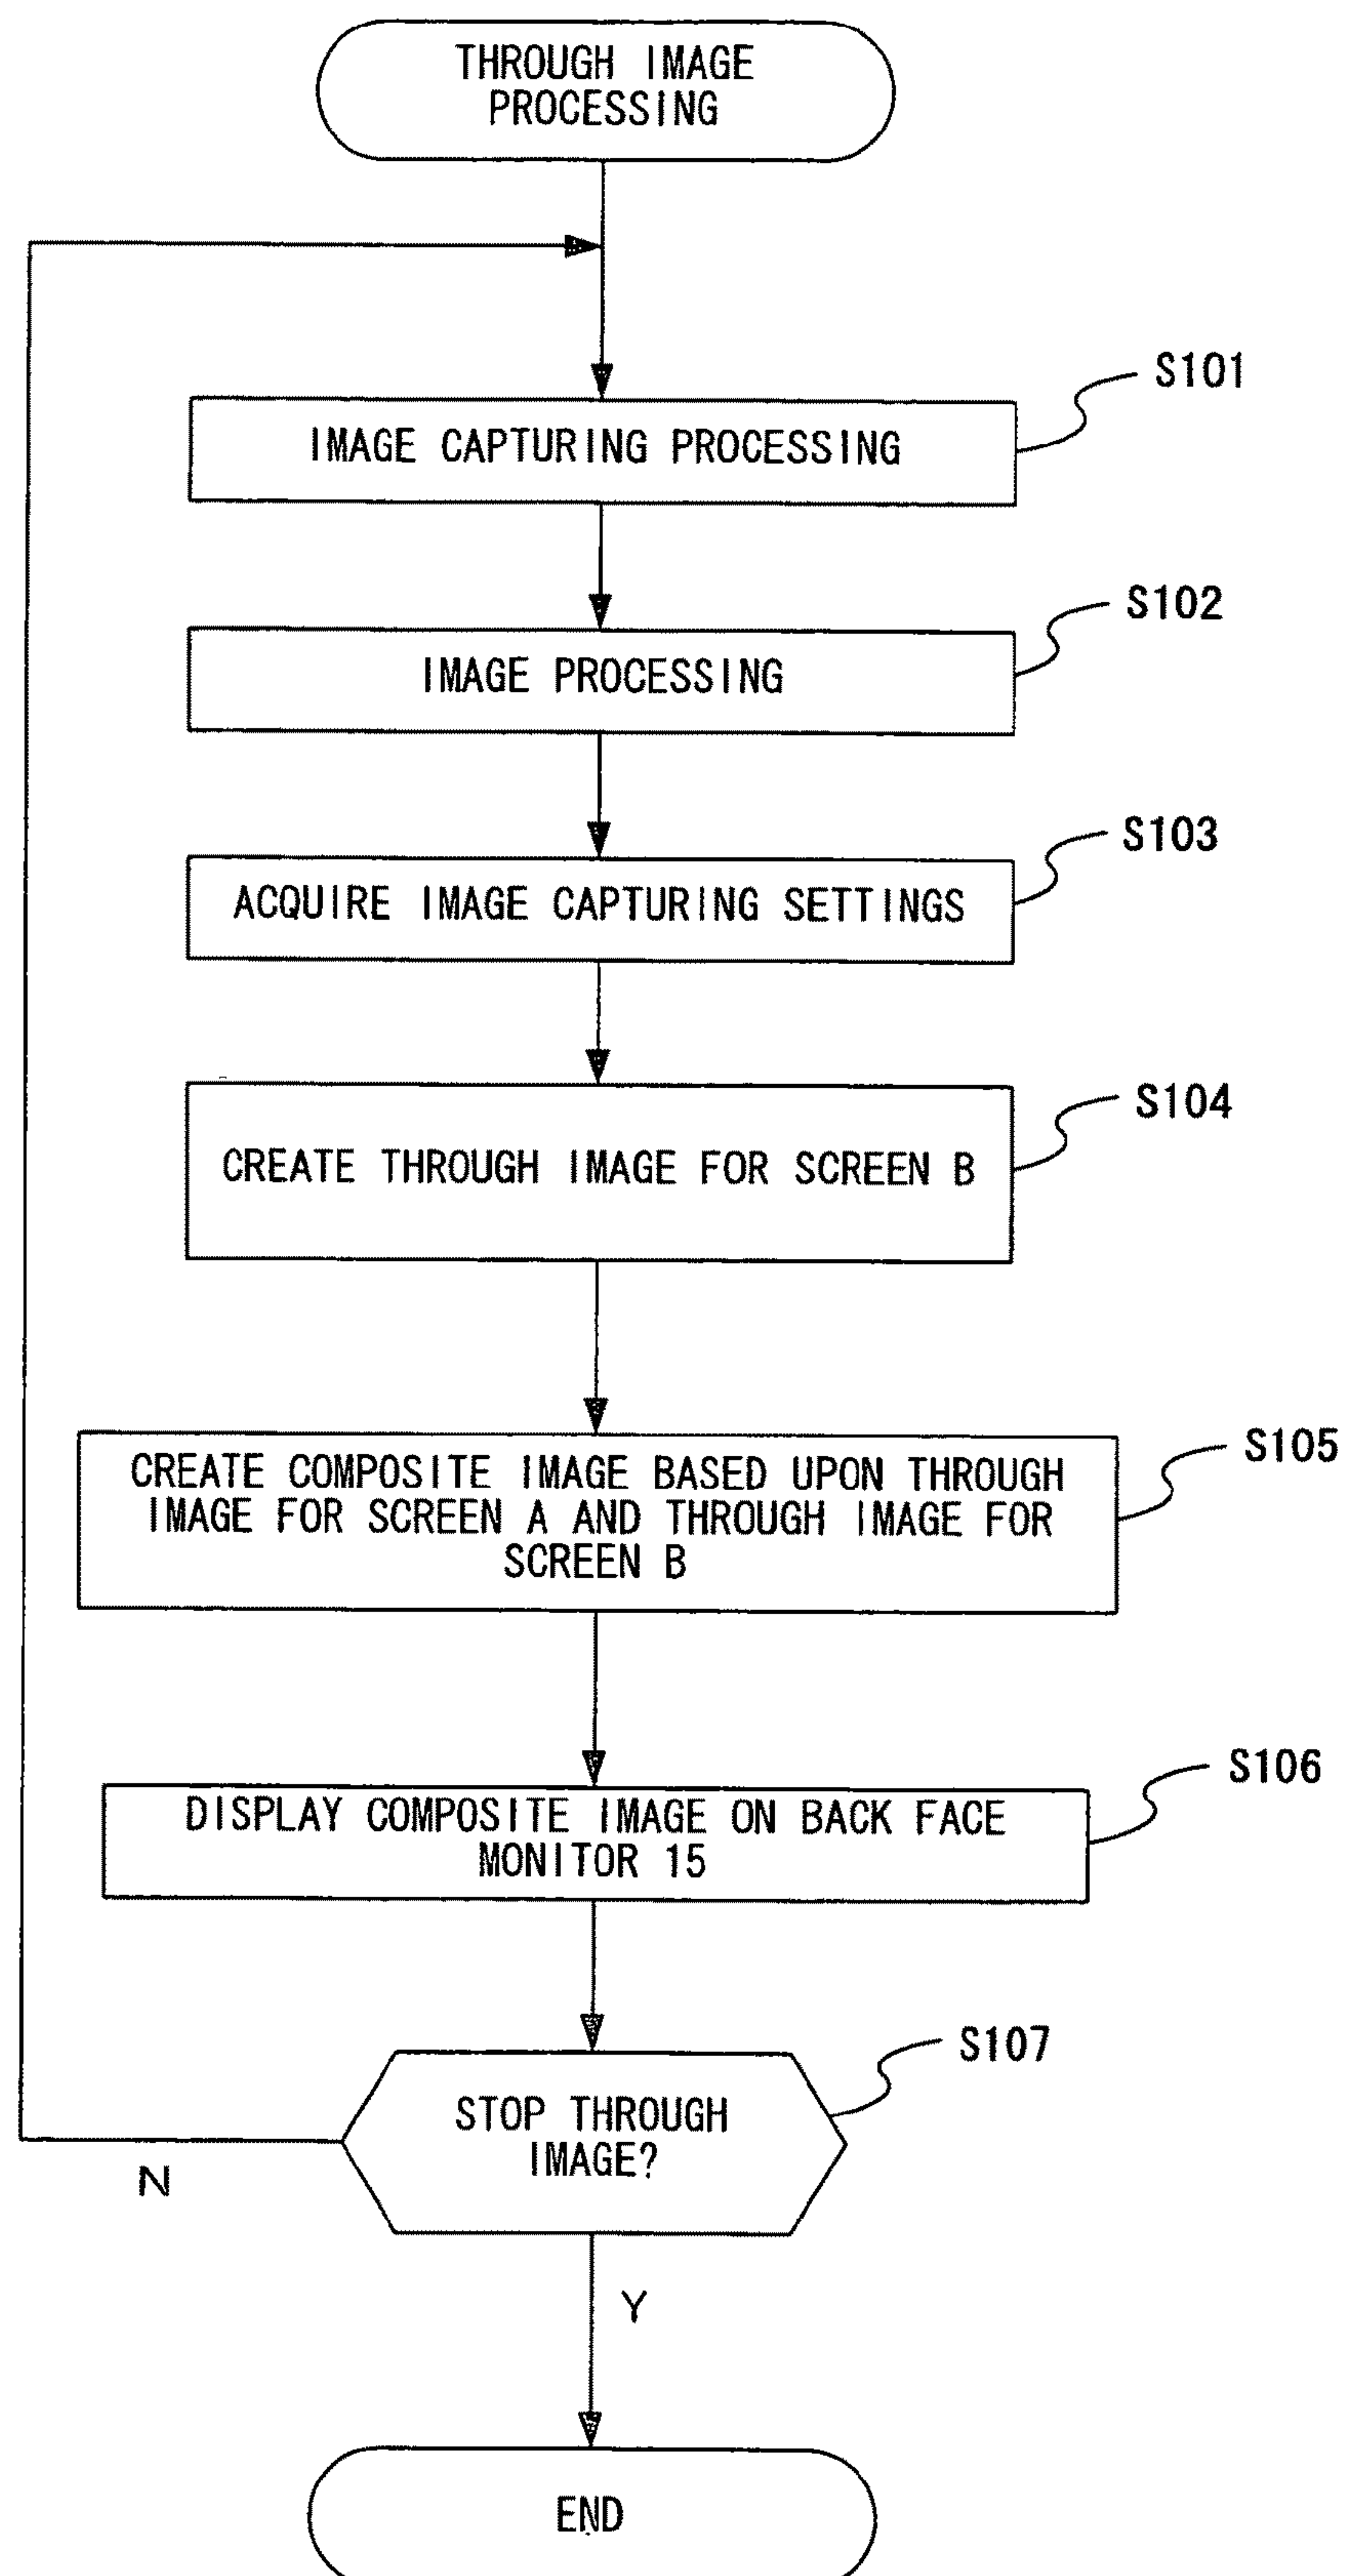 THROUGH IMAGE
PROCESSING
S101
IMAGE CAPTURING PROCESSING
S102
IMAGE PROCESSING
S103
ACQUIRE IMAGE CAPTURING SETTINGS
S104
CREATE THROUGH IMAGE FOR SCREEN B
S105
CREATE COMPOSITE IMAGE BASED UPON THROUGH
IMAGE FOR SCREEN A AND THROUGH IMAGE FOR
SCREEN B
S106
DISPLAY COMPOSITE IMAGE ON BACK FACE
MONITOR 15
S107
STOP THROUGH
IMAGE?
N
Y
END